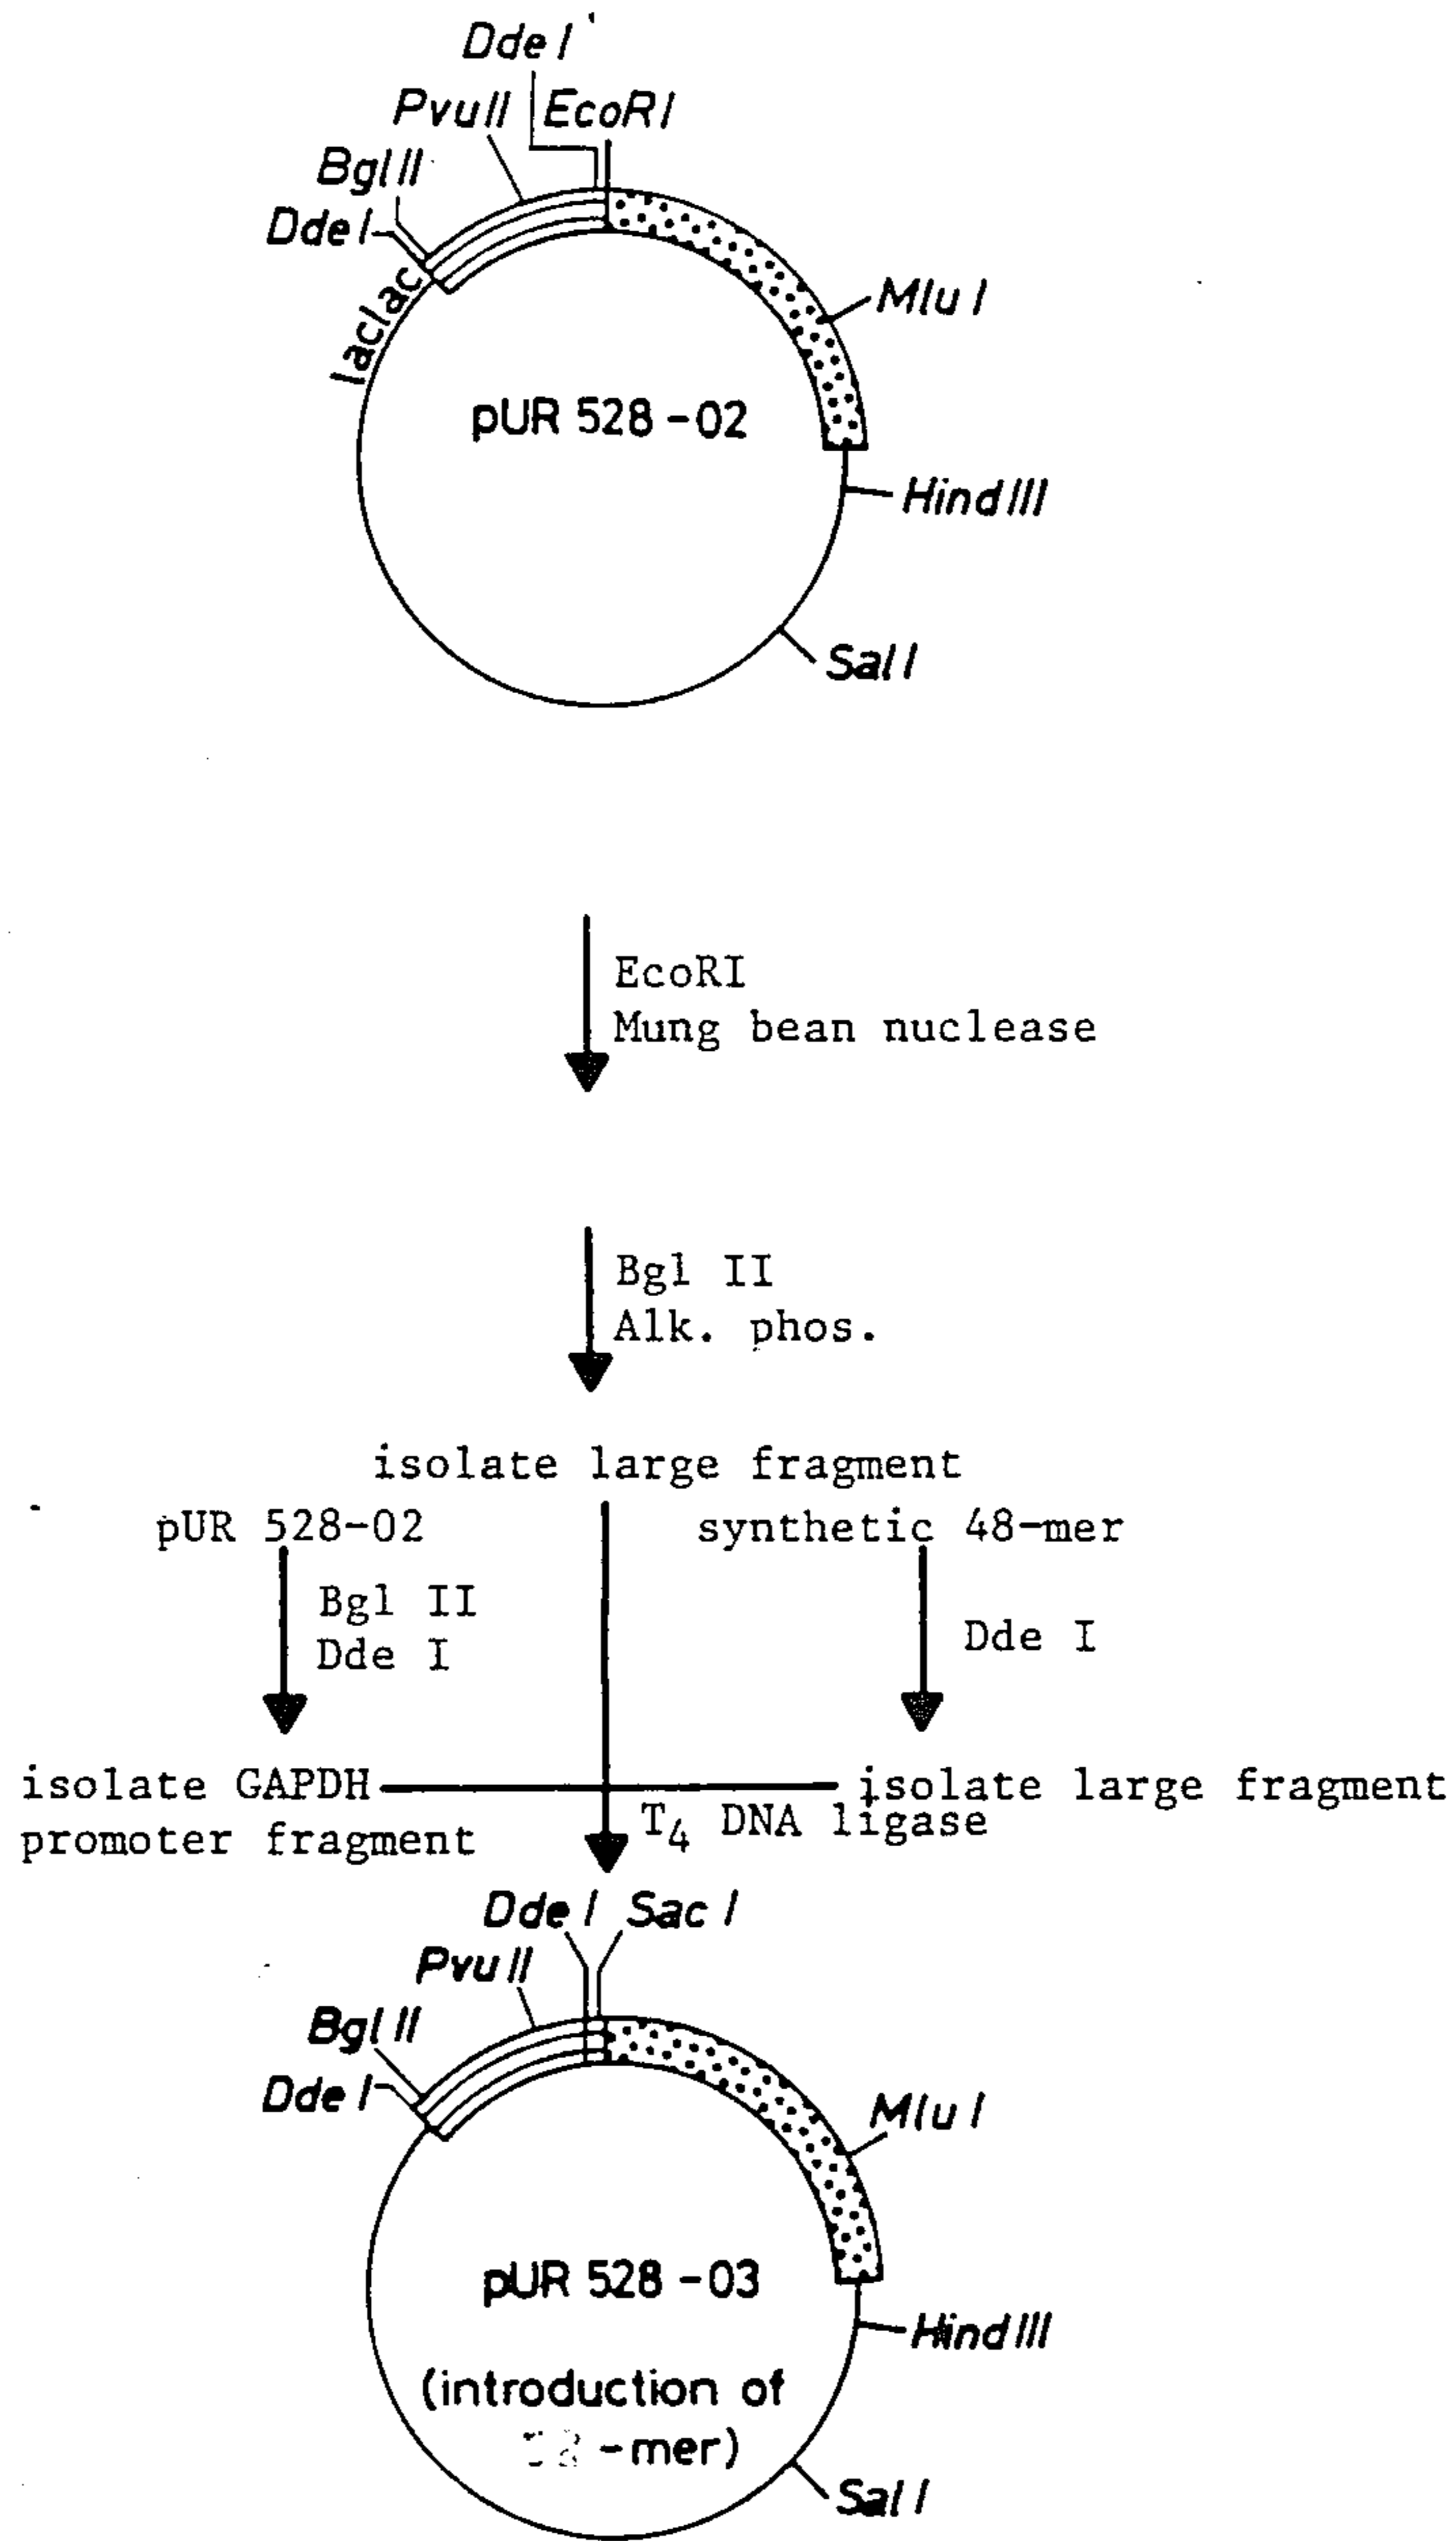 Dde I
PvuII EcoRI
Bgl II
Dde I
laclac
Mlu I
pUR 528-02
Hind III
Sal I
EcoRI
Mung bean nuclease
Bgl II
Alk. phos.
isolate large fragment
pUR 528-02
synthetic 48-mer
Bgl II
Dde I
Dde I
isolate GAPDH
promoter fragment
isolate large fragment
T4 DNA ligase
Dde I Sac I
Pvu II
Bgl II
Dde I
Mlu I
pUR 528-03
Hind III
(introduction of
-mer)
Sal I